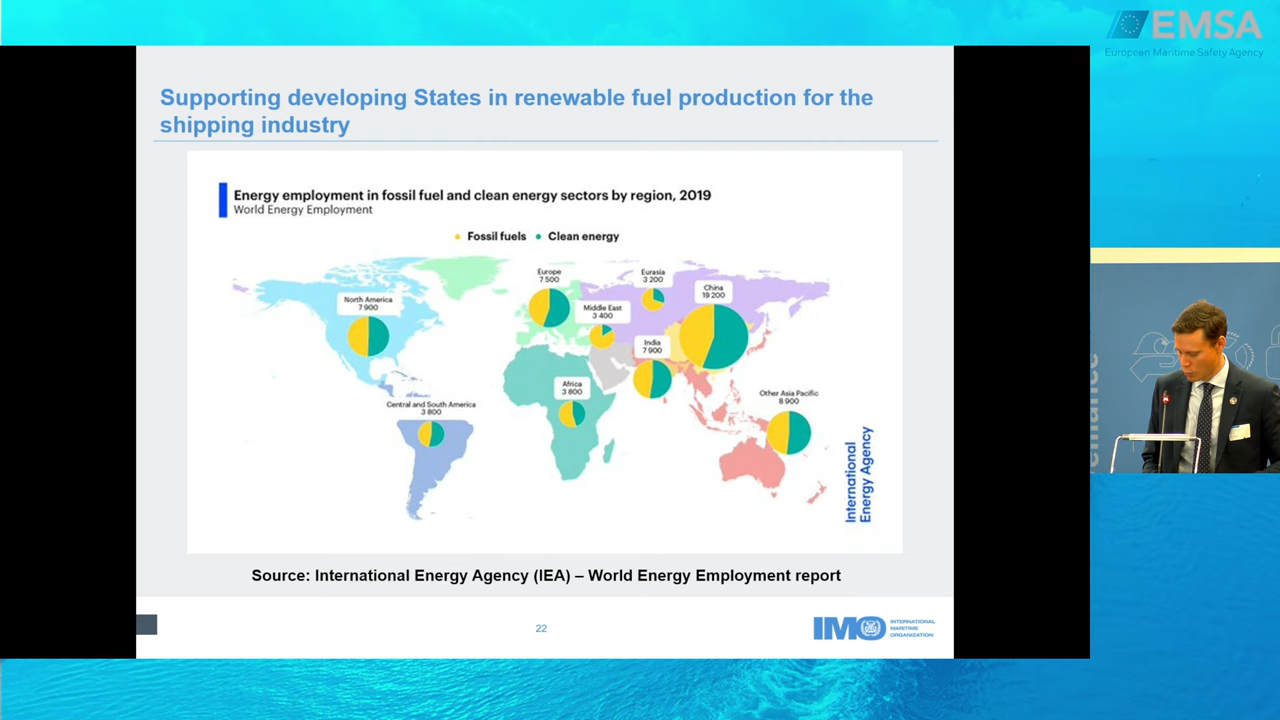 EMSA
European Maritime Safety Agency
Supporting developing States in renewable fuel production for the
shipping industry
Energy employment in fossil fuel and clean energy sectors by region, 2019
World Energy Employment
Fossil fuels
Clean energy
Europe
7 500
Eurasia
3 200
China
19 200
North America
7 900
Middle East
3 400
India
7 900
Africa
3 800
Central and South America
3 800
Other Asia Pacific
8 900
International
Energy Agency
Source: International Energy Agency (IEA) – World Energy Employment report
22
IMO
INTERNATIONAL
MARITIME
ORGANIZATION